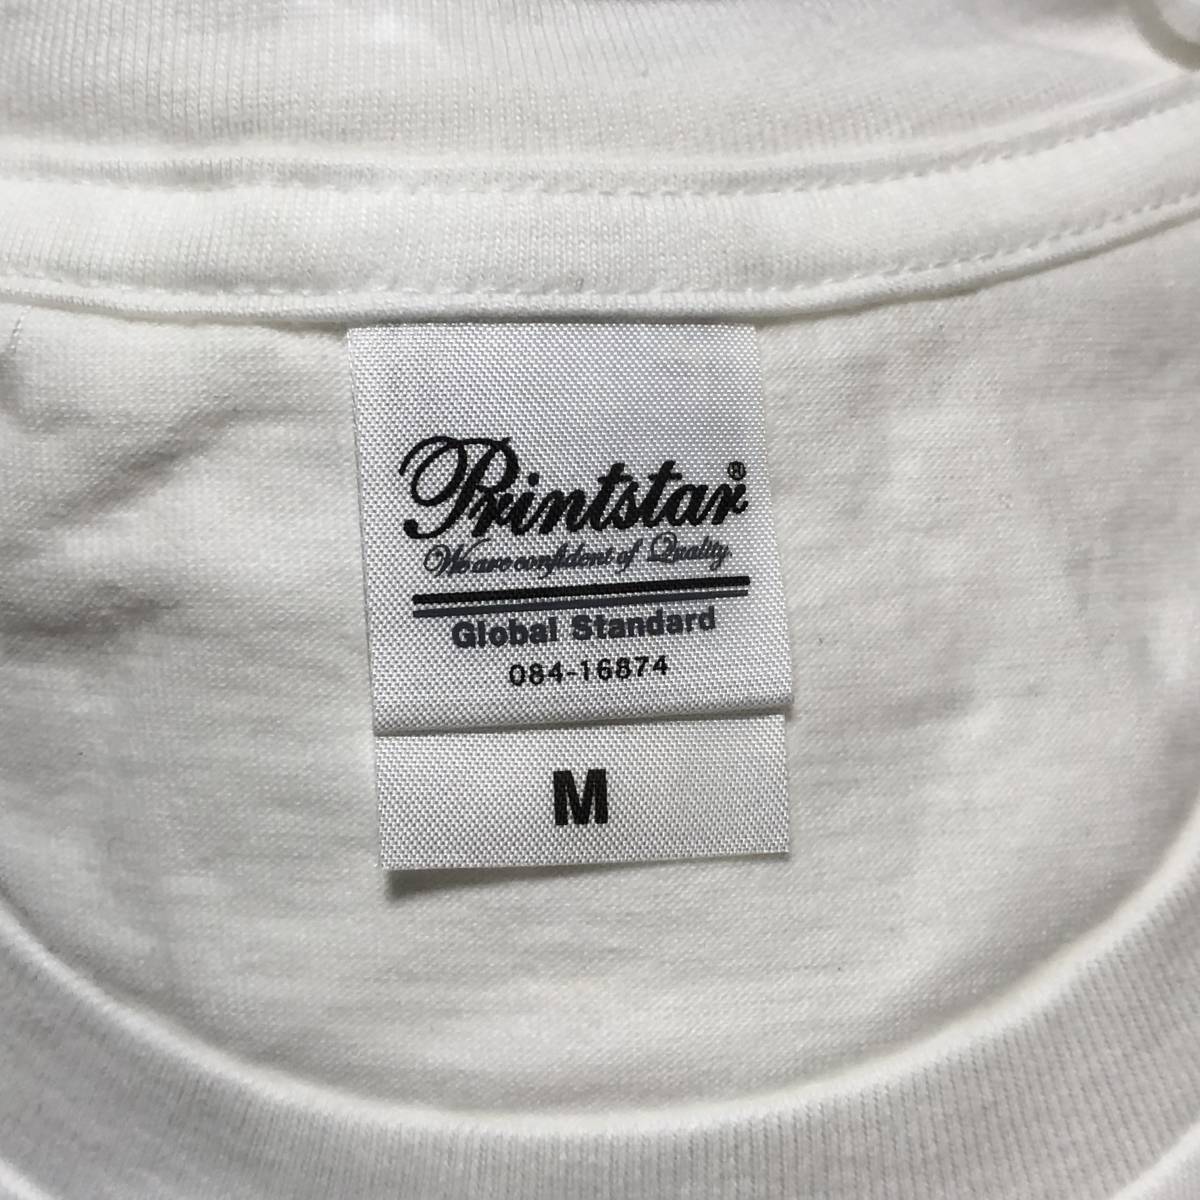 Printstar®
We are confident of Quality.
Global Standard
084-16874
M